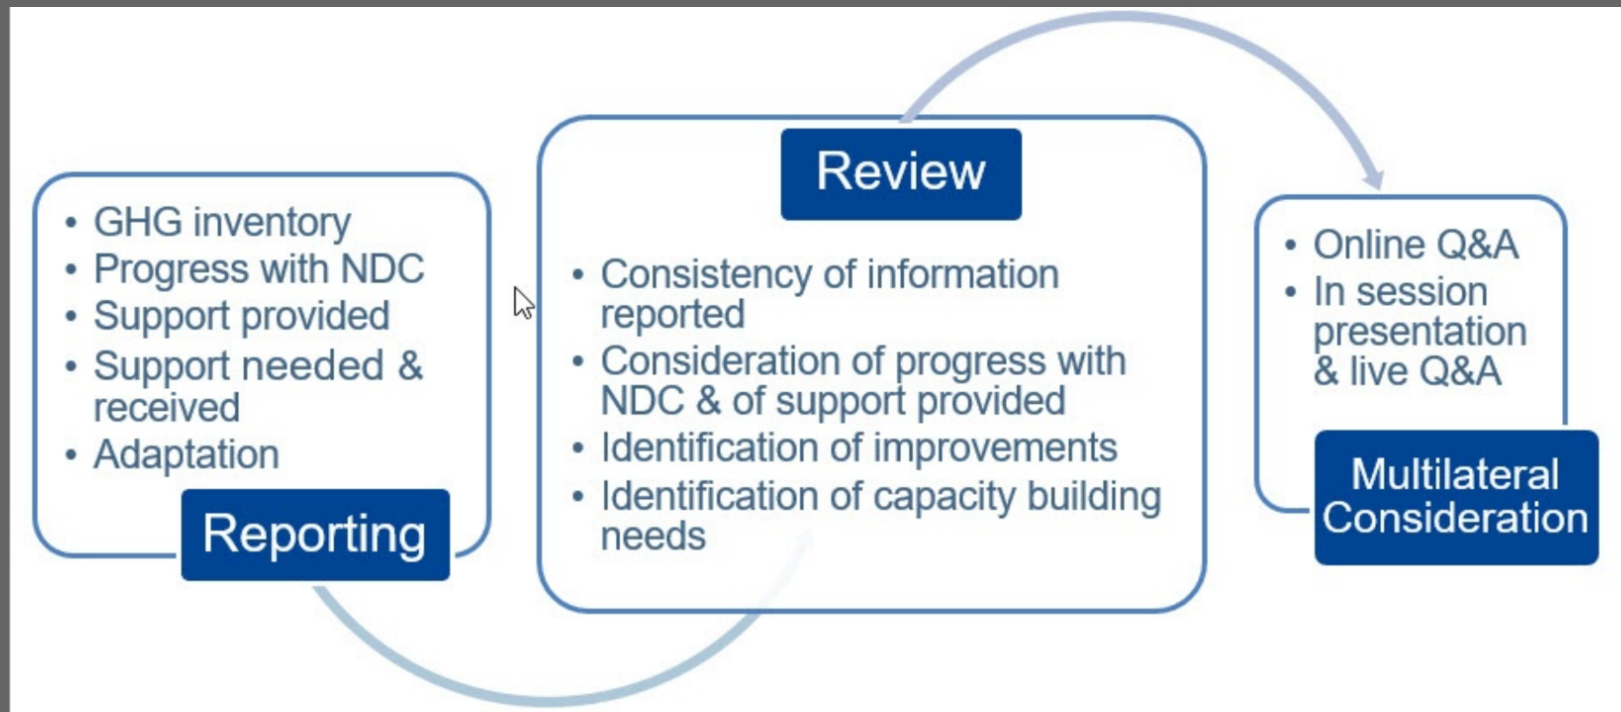 • GHG inventory
• Progress with NDC
• Support provided
• Support needed &
received
• Adaptation
Reporting
Review
• Consistency of information
reported
• Consideration of progress with
NDC & of support provided
• Identification of improvements
• Identification of capacity building
needs
• Online Q&A
• In session
presentation
& live Q&A
Multilateral
Consideration